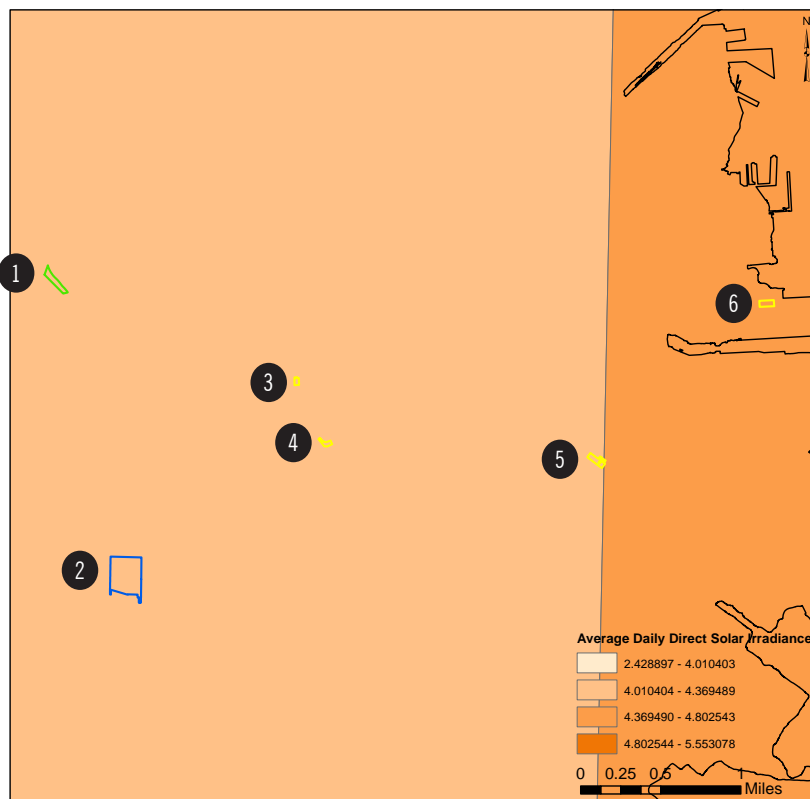 N
1
6
3
4
5
2
Average Daily Direct Solar Irradiance
2.428897 - 4.010403
4.010404 - 4.369489
4.369490 - 4.802543
4.802544 - 5.553078
0 0.25 0.5 1
Miles